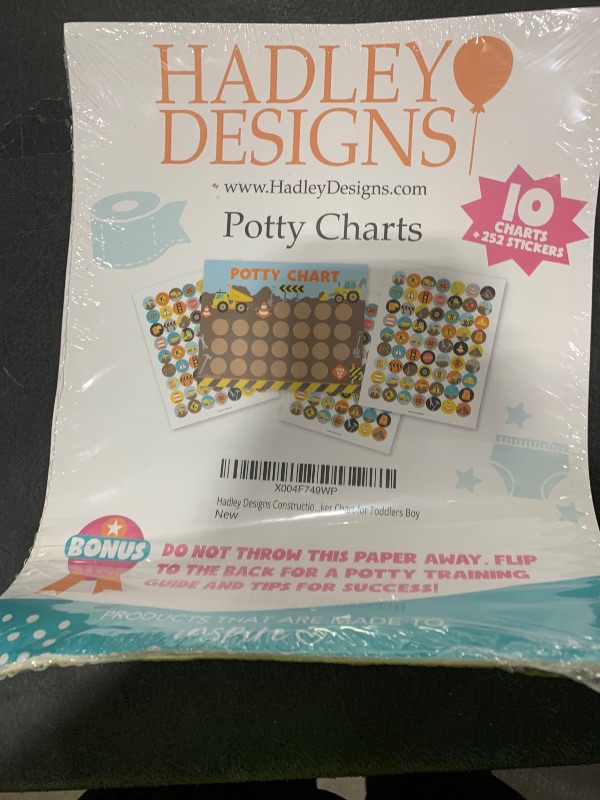 HADLEY
DESIGNS
www.HadleyDesigns.com
Potty Charts
10
CHARTS
+ 252 STICKERS
POTTY CHART
X004F749WP
Hadley Designs Constructio...ker Chart for Toddlers Boy
New
BONUS
DO NOT THROW THIS PAPER AWAY. FLIP
TO THE BACK FOR A POTTY TRAINING
GUIDE AND TIPS FOR SUCCESS!
PRODUCTS THAT ARE MADE TO
inspire